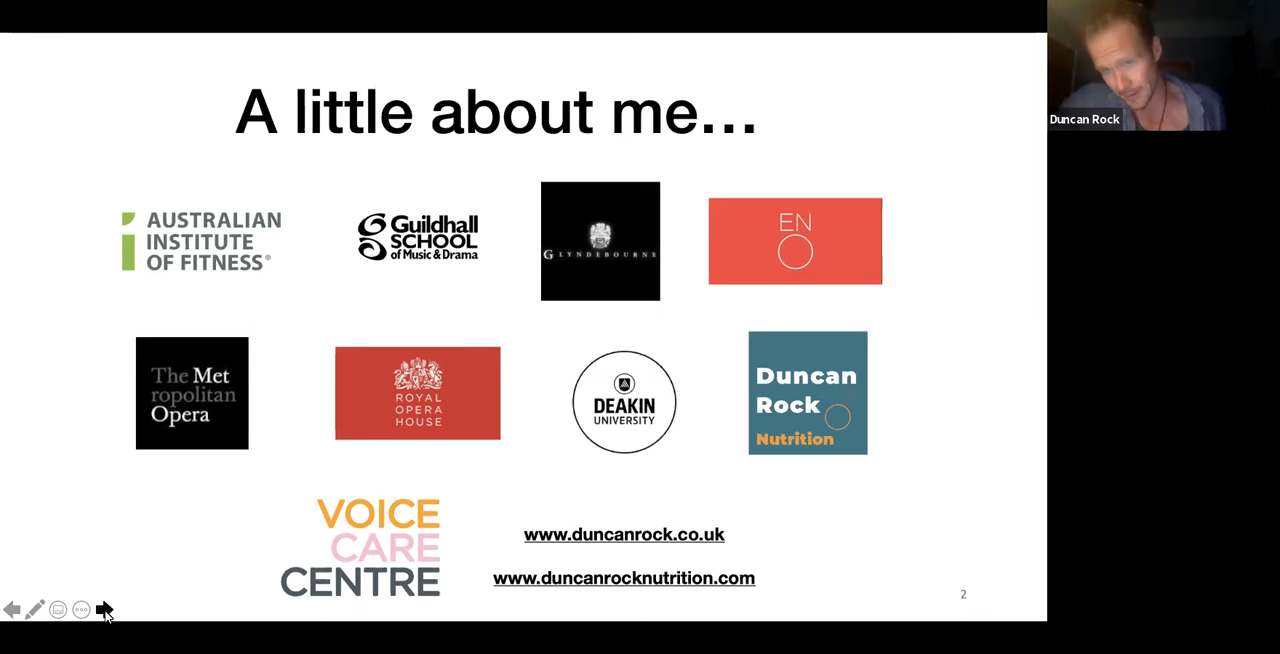 A little about me…
AUSTRALIAN
INSTITUTE
OF FITNESS®
Guildhall
SCHOOL
of Music & Drama
GLYNDEBOURNE
EN
O
The Met
ropolitan
Opera
ROYAL
OPERA
HOUSE
DEAKIN
UNIVERSITY
Duncan
Rock
Nutrition
VOICE
CARE
CENTRE
www.duncanrock.co.uk
www.duncanrocknutrition.com
2
Duncan Rock